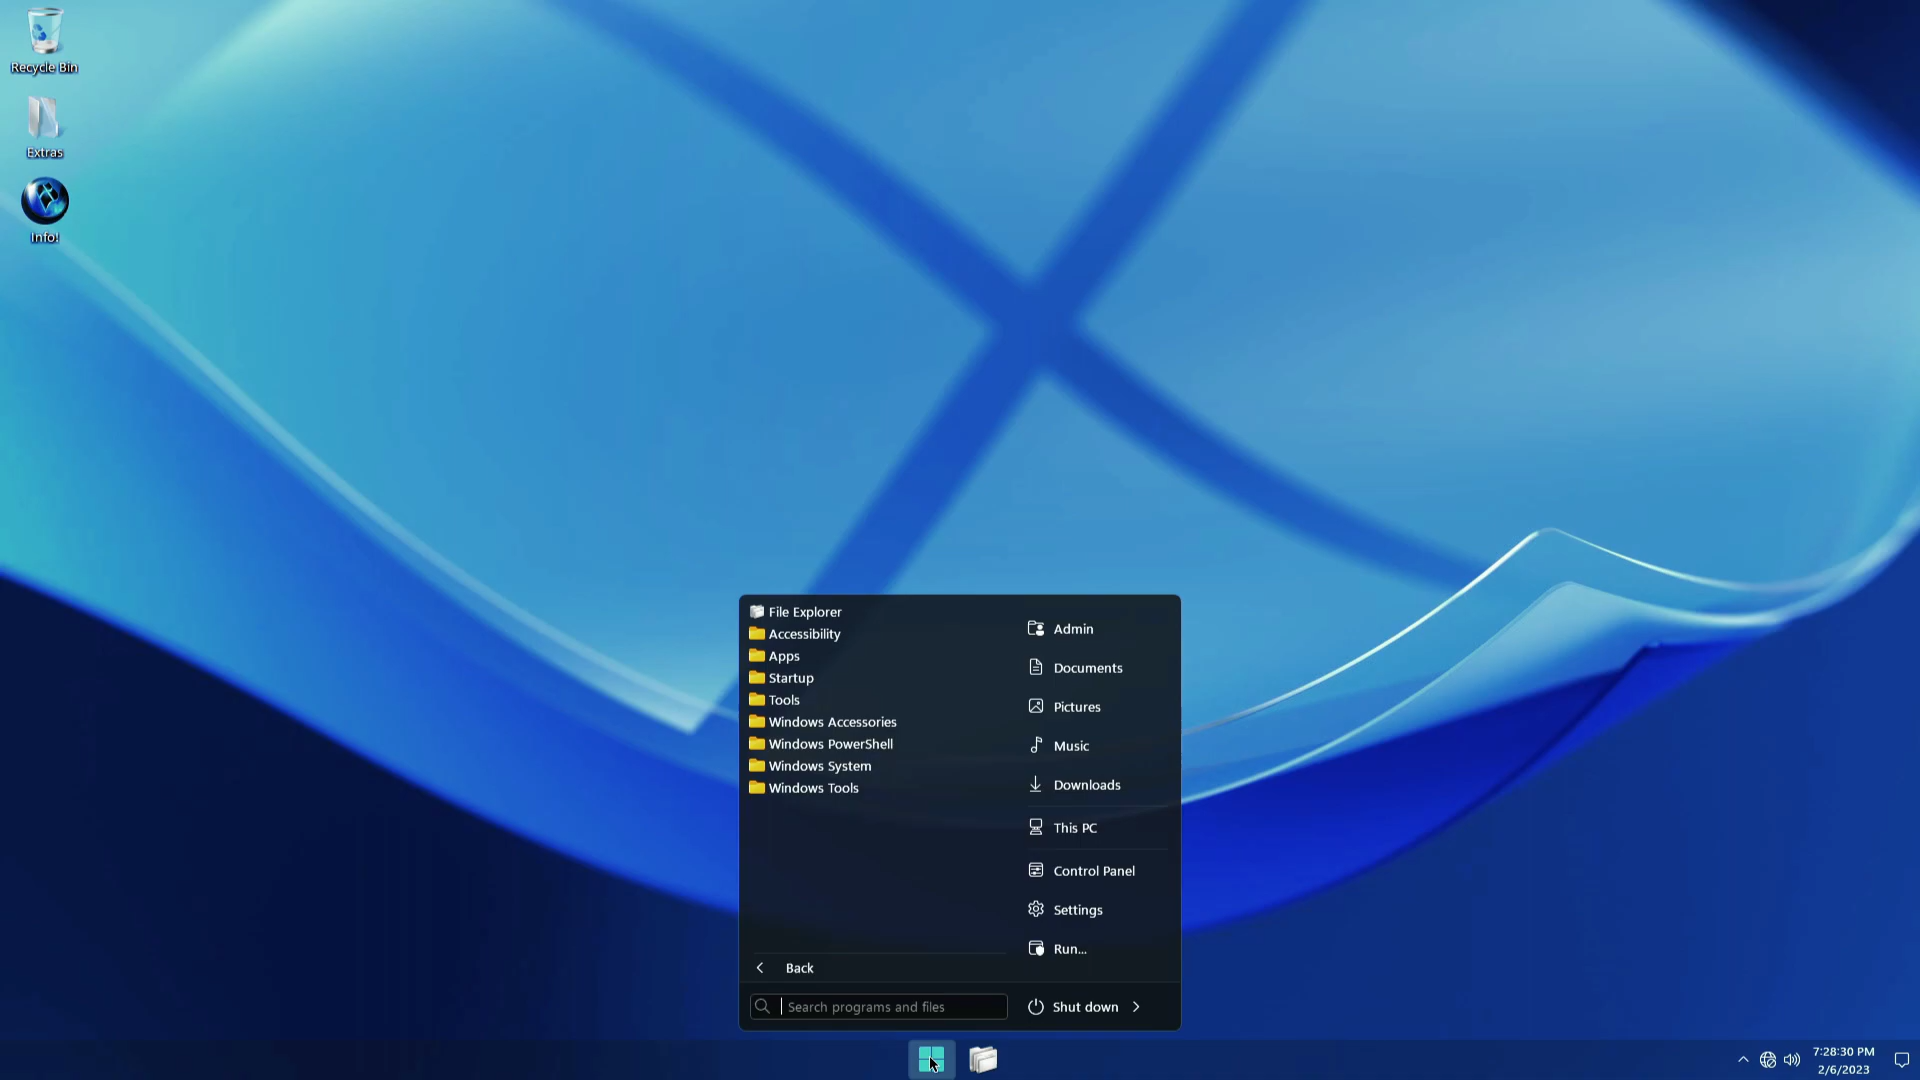 Recycle Bin
Extras
Info!
File Explorer
Accessibility
Apps
Startup
Tools
Windows Accessories
Windows PowerShell
Windows System
Windows Tools
Back
Search programs and files
Admin
Documents
Pictures
Music
Downloads
This PC
Control Panel
Settings
Run...
Shut down
7:28:30 PM
2/6/2023